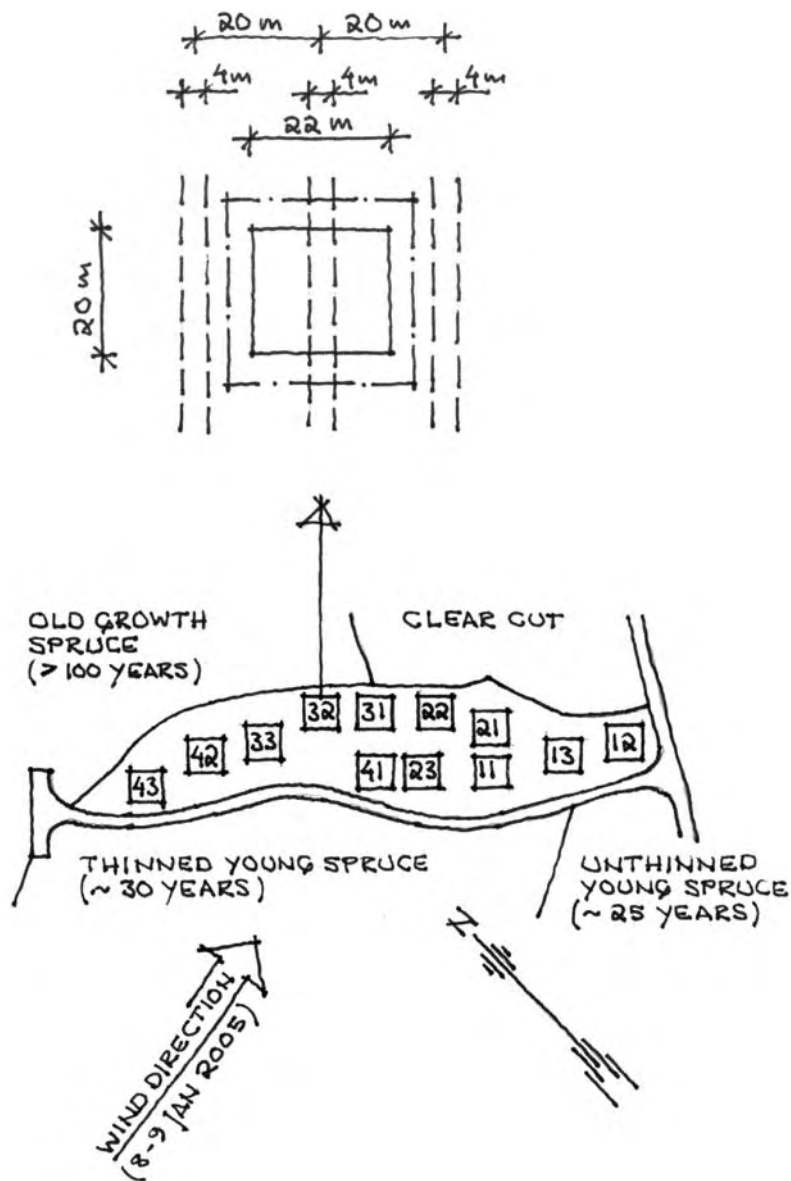 20 m 20 m
4m 4m 4m
22 m
20 m
OLD GROWTH
SPRUCE
(> 100 YEARS)
CLEAR CUT
32 31 22
21
12
13
33
42
43
41 23 11
THINNED YOUNG SPRUCE
(~ 30 YEARS)
UNTHINNED
YOUNG SPRUCE
(~ 25 YEARS)
WIND DIRECTION
(8-9 JAN 2005)
N